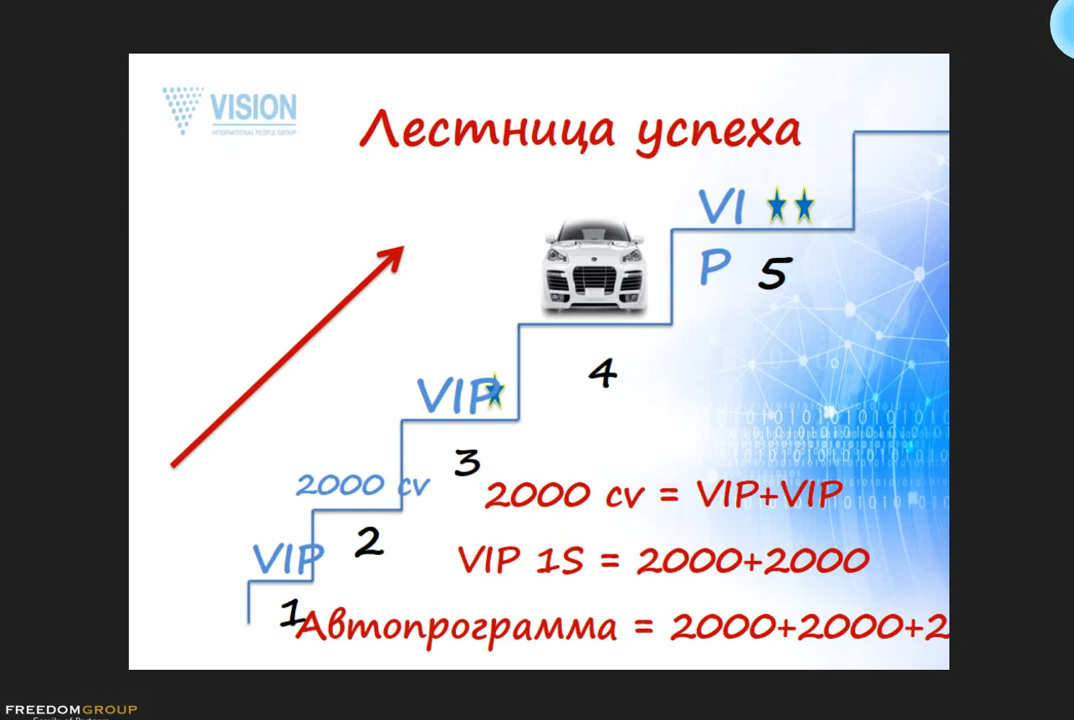 VISION
INTERNATIONAL PEOPLE GROUP
Лестница успеха
VI
P
5
4
VIP
3
2000 cv
2000 cv = VIP+VIP
2
VIP
VIP 1S = 2000+2000
1
Автопрограмма = 2000+2000+2
FREEDOMGROUP